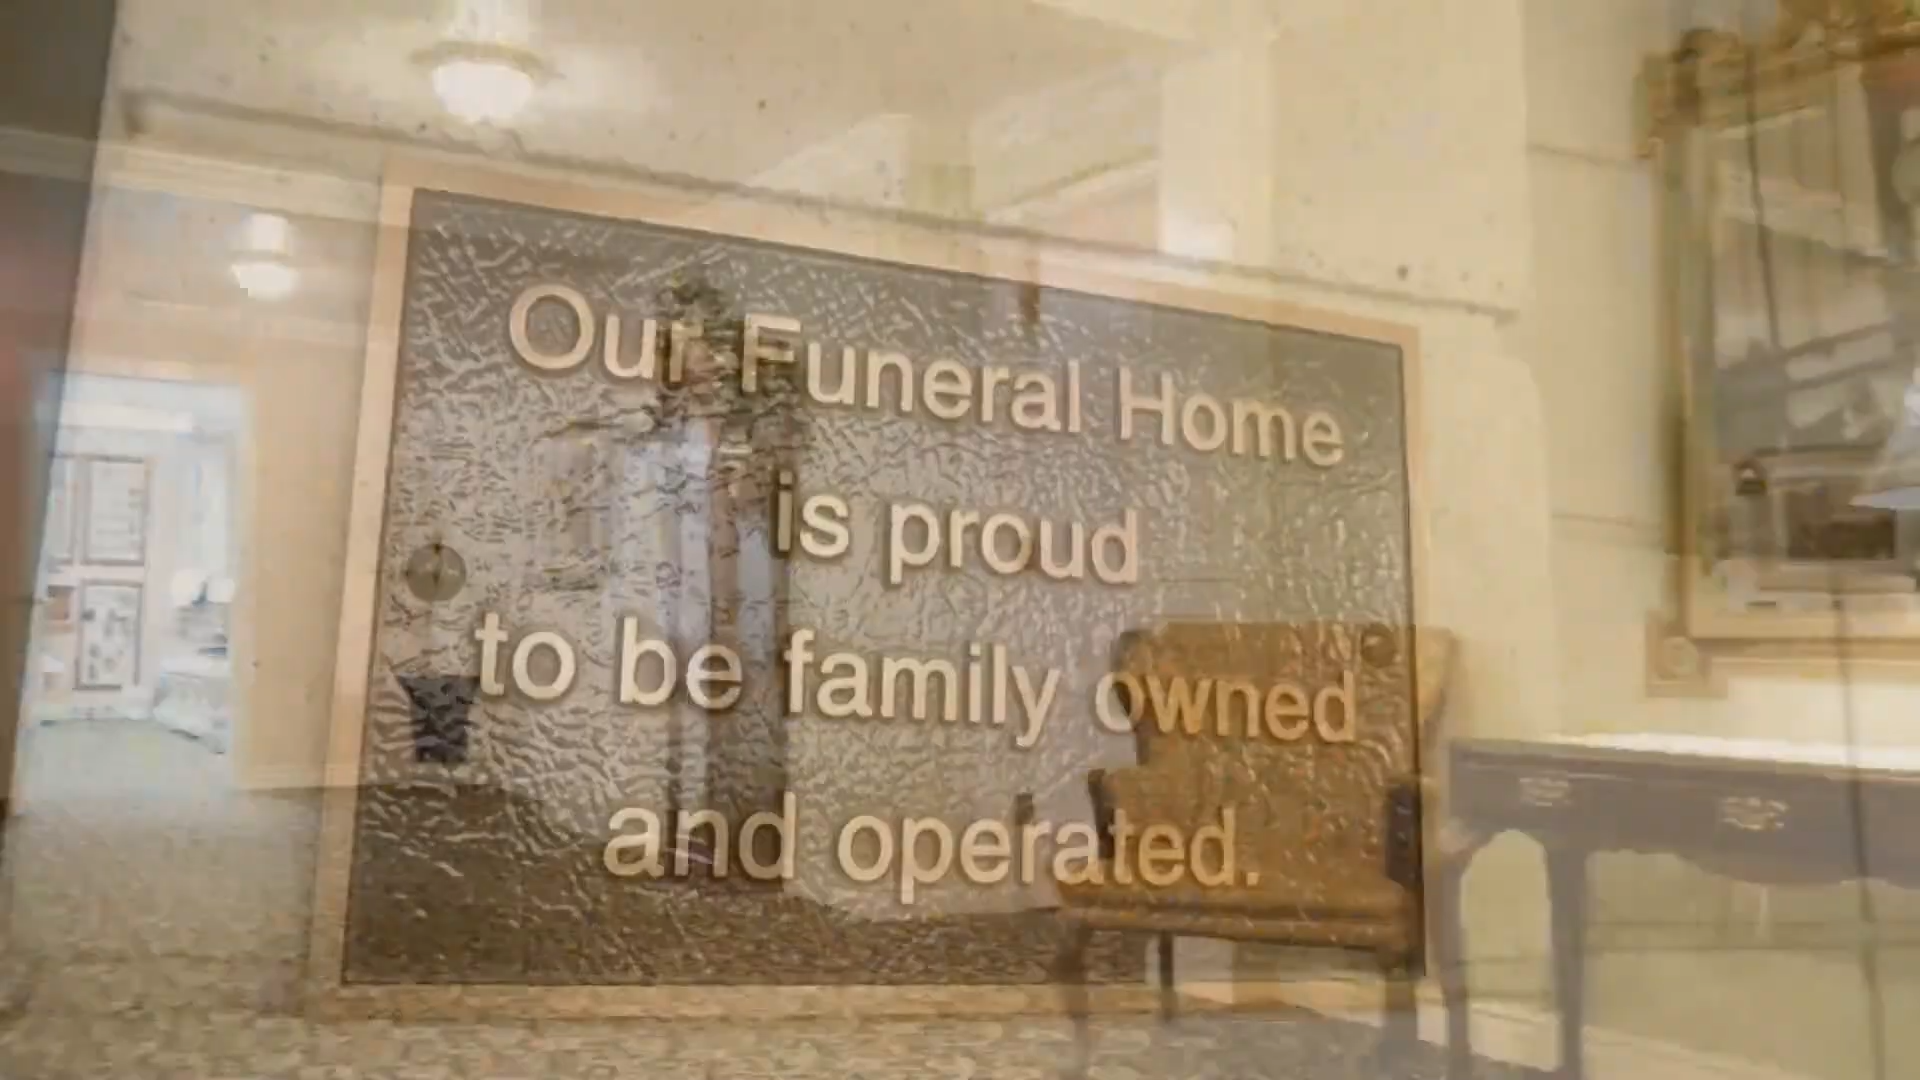 Our Funeral Home
is proud
to be family owned
and operated.